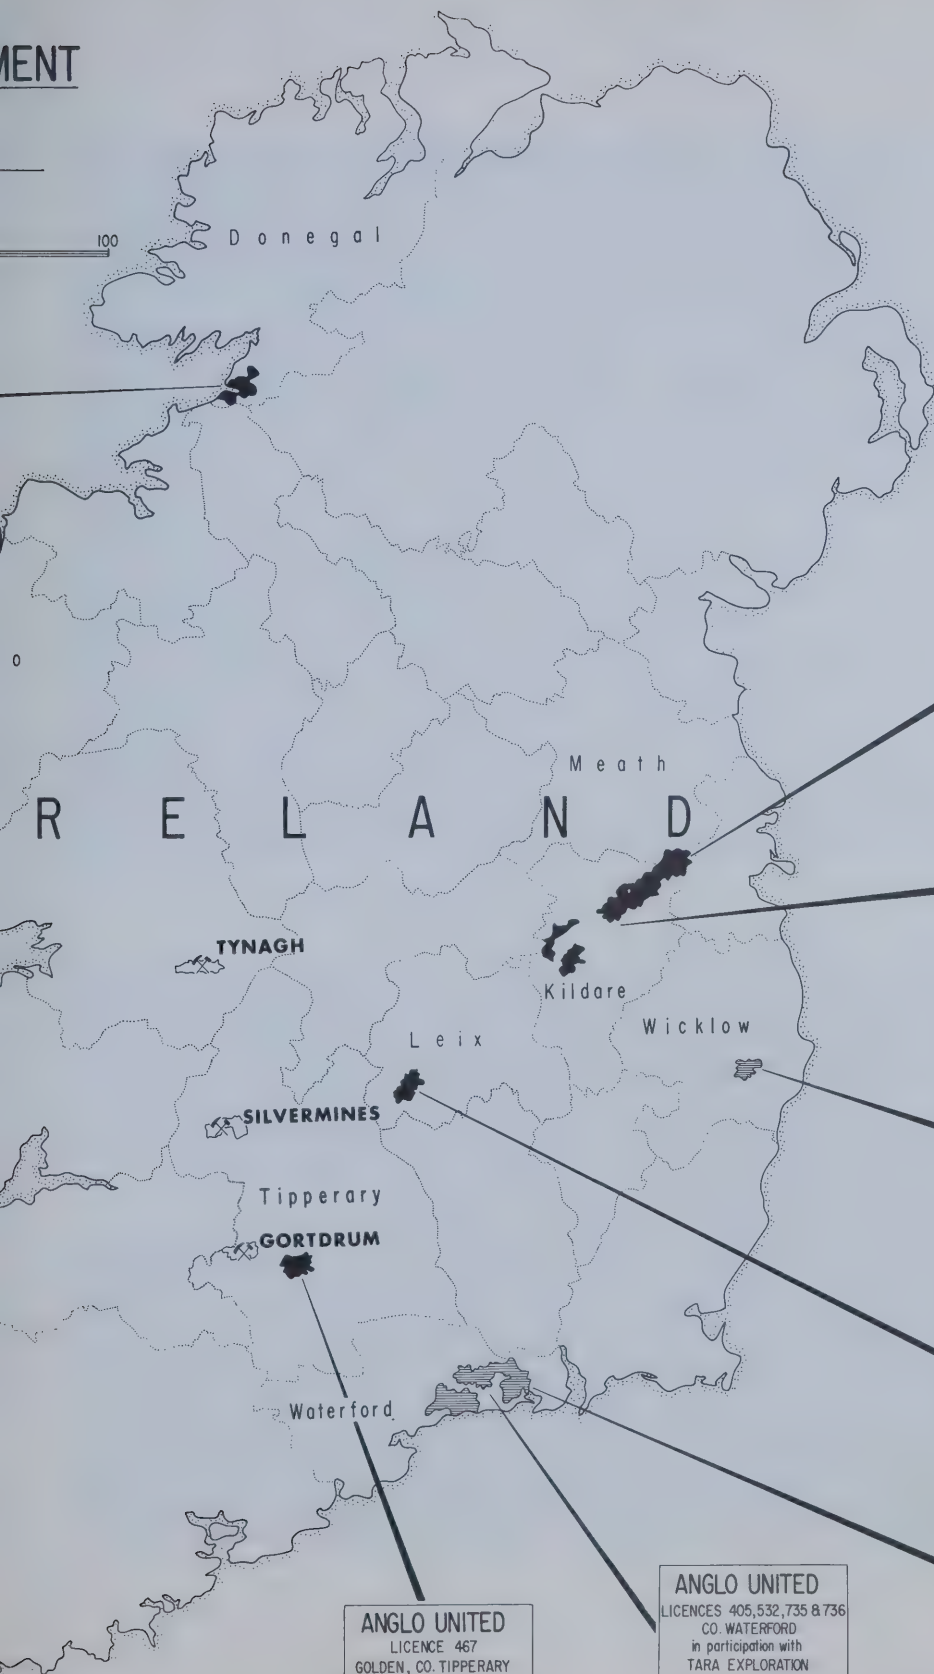 MENT
100
Donegal
o
Meath
RELAND
TYNAGH
Kildare
Wicklow
Leix
SILVERMINES
Tipperary
GORTDRUM
Waterford
ANGLO UNITED
LICENCE 467
GOLDEN, CO. TIPPERARY
ANGLO UNITED
LICENCES 405,532,735 & 736
CO. WATERFORD
in participation with
TARA EXPLORATION